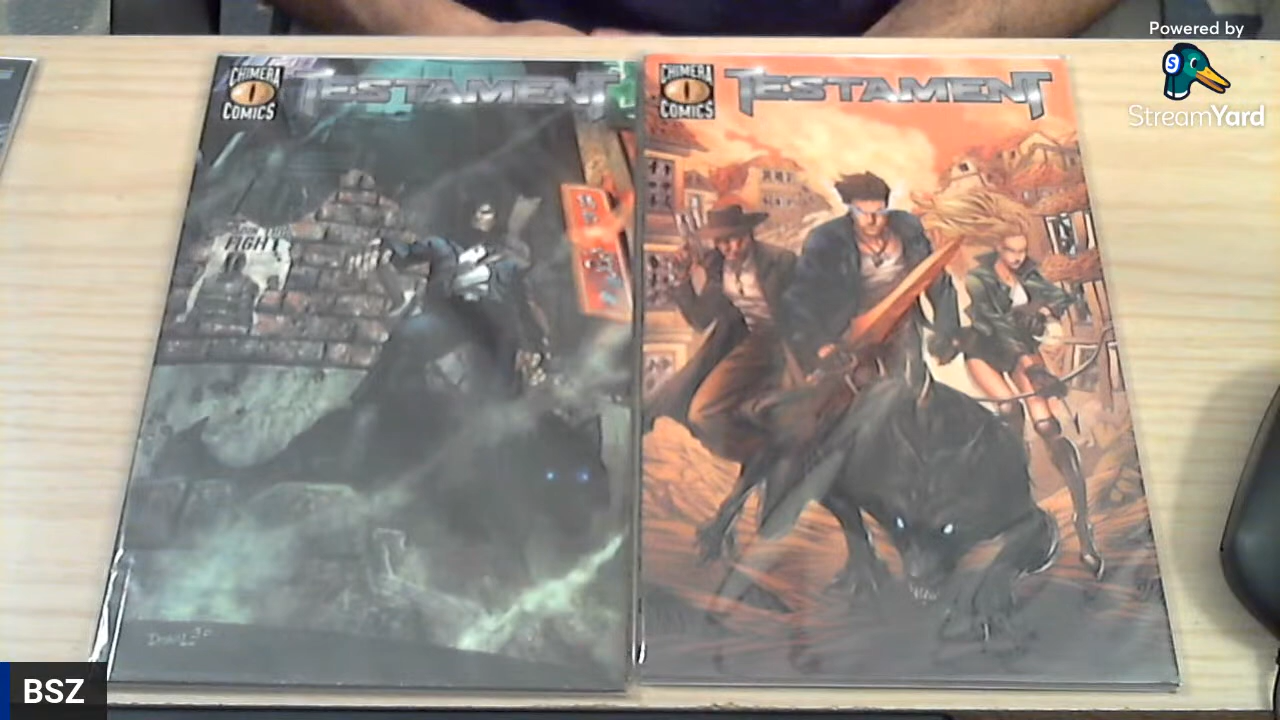 Powered by
StreamYard
CHIMERA
COMICS
TESTAMENT
CHIMERA
COMICS
TESTAMENT
FIGHT
BSZ